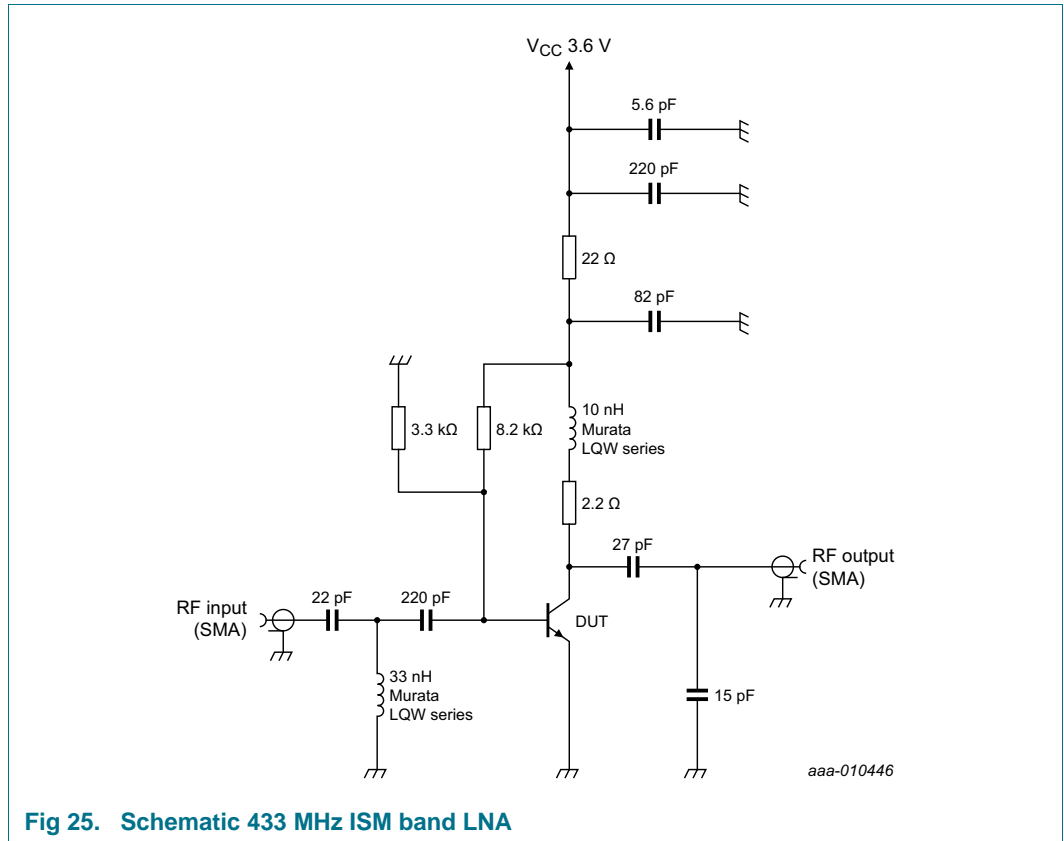 VCC 3.6 V
5.6 pF
220 pF
22 Ω
82 pF
3.3 kΩ
8.2 kΩ
10 nH
Murata
LQW series
2.2 Ω
27 pF
RF output
(SMA)
RF input
(SMA)
22 pF
220 pF
DUT
33 nH
Murata
LQW series
15 pF
aaa-010446
Fig 25. Schematic 433 MHz ISM band LNA